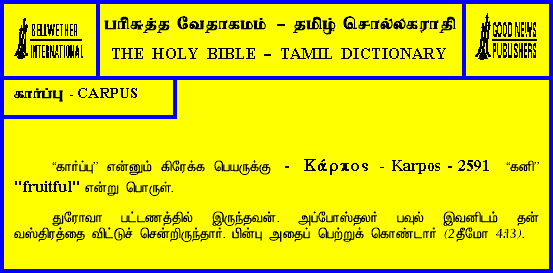 BELLWETHER
INTERNATIONAL
பரிசுத்த வேதாகமம் – தமிழ் சொல்லகராதி
THE HOLY BIBLE – TAMIL DICTIONARY
GOOD NEWS
PUBLISHERS
கார்ப்பு - CARPUS
“கார்ப்பு” என்னும் கிரேக்க பெயருக்கு - Κάρπος - Karpos - 2591 “கனி”
"fruitful" என்று பொருள்.
துரோவா பட்டணத்தில் இருந்தவன். அப்போஸ்தலர் பவுல் இவனிடம் தன்
வஸ்திரத்தை விட்டுச் சென்றிருந்தார். பின்பு அதைப் பெற்றுக் கொண்டார் (2தீமோ 4:13).